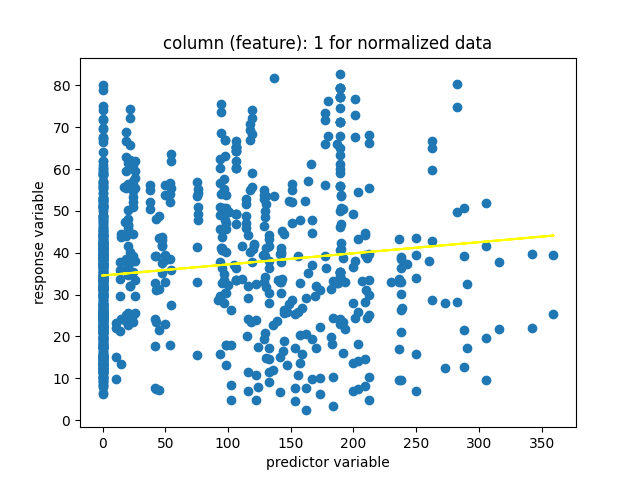 column (feature): 1 for normalized data
80
70
60
50
40
30
20
10
0
response variable
0 50 100 150 200 250 300 350
predictor variable